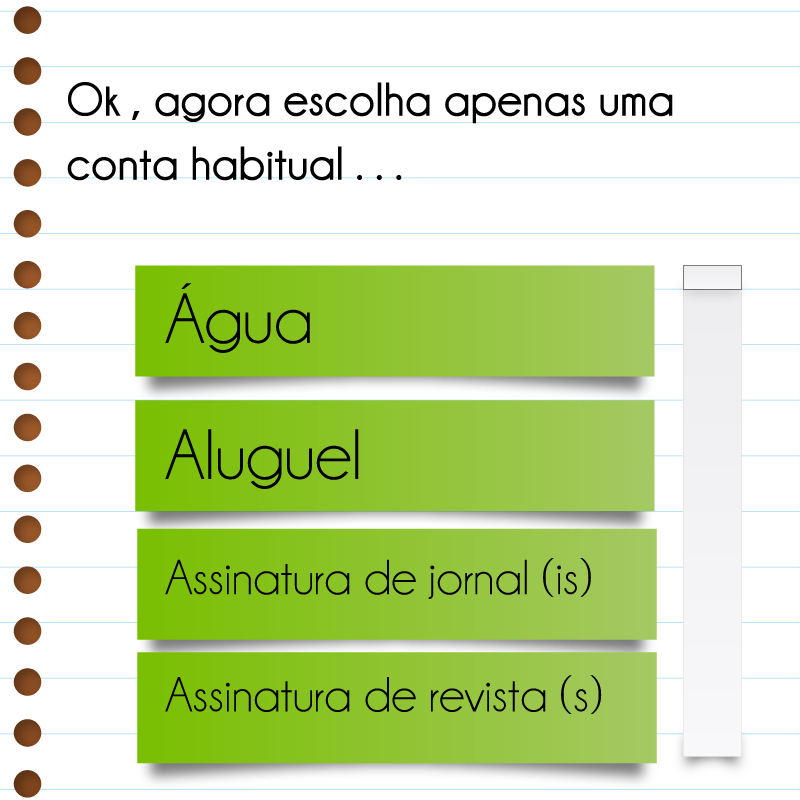 Ok , agora escolha apenas uma
conta habitual . . .
Água
Aluguel
Assinatura de jornal (is)
Assinatura de revista (s)